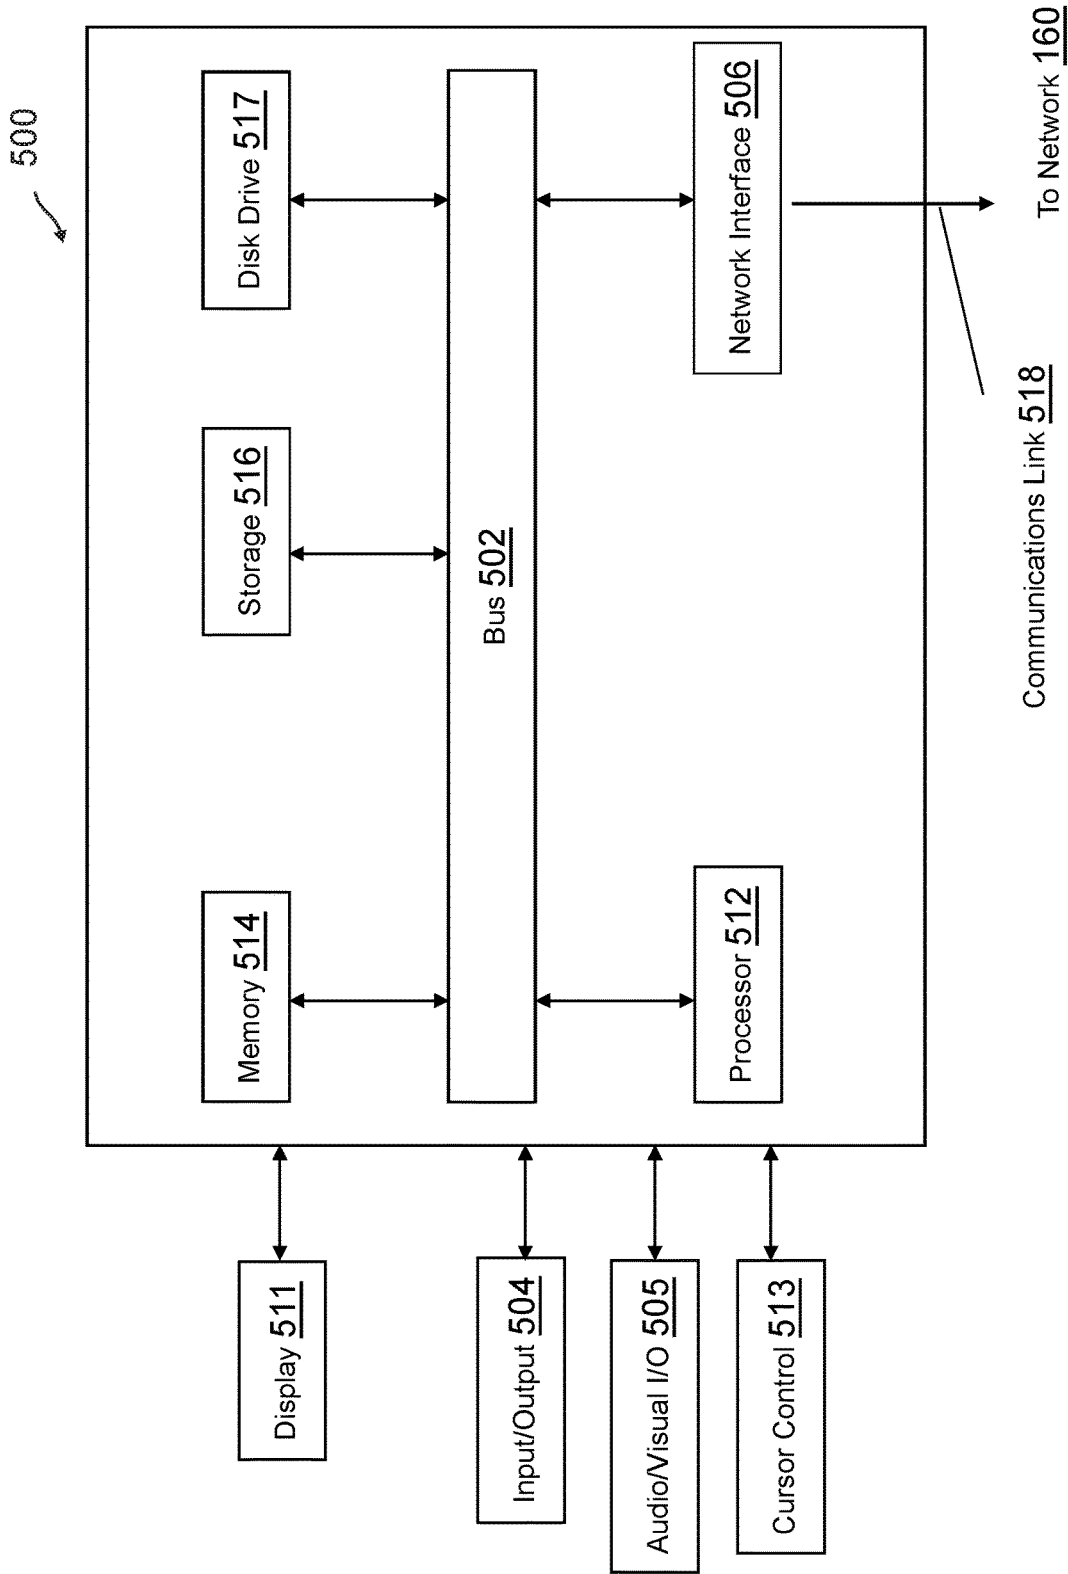 500
Memory 514
Storage 516
Disk Drive 517
Display 511
Bus 502
Input/Output 504
Audio/Visual I/O 505
Cursor Control 513
Processor 512
Network Interface 506
Communications Link 518
To Network 160